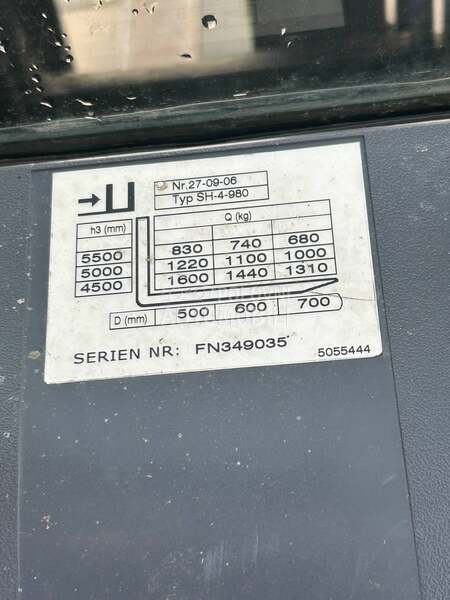 Nr.27-09-06
Typ SH-4-980
h3 (mm) Q (kg)
5500 830 740 680
5000 1220 1100 1000
4500 1600 1440 1310
D (mm) 500 600 700
SERIEN NR: FN349035
5055444